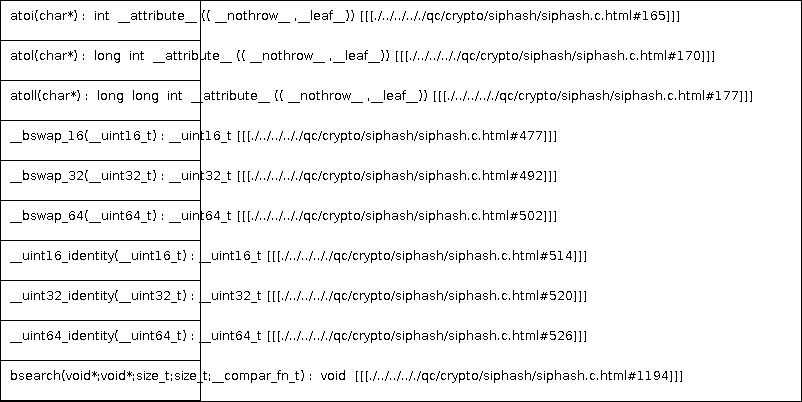 atoi(char*) : int __attribute__ (( __nothrow__ ,__leaf__)) [[[./../../../qc/crypto/siphash/siphash.c.html#165]]]
atol(char*) : long int __attribute__ (( __nothrow__ ,__leaf__)) [[[./../../../qc/crypto/siphash/siphash.c.html#170]]]
atoll(char*) : long long int __attribute__ (( __nothrow__ ,__leaf__)) [[[./../../../qc/crypto/siphash/siphash.c.html#177]]]
__bswap_16(__uint16_t) : __uint16_t [[[./../../../qc/crypto/siphash/siphash.c.html#477]]]
__bswap_32(__uint32_t) : __uint32_t [[[./../../../qc/crypto/siphash/siphash.c.html#492]]]
__bswap_64(__uint64_t) : __uint64_t [[[./../../../qc/crypto/siphash/siphash.c.html#502]]]
__uint16_identity(__uint16_t) : __uint16_t [[[./../../../qc/crypto/siphash/siphash.c.html#514]]]
__uint32_identity(__uint32_t) : __uint32_t [[[./../../../qc/crypto/siphash/siphash.c.html#520]]]
__uint64_identity(__uint64_t) : __uint64_t [[[./../../../qc/crypto/siphash/siphash.c.html#526]]]
bsearch(void*;void*;size_t;size_t;__compar_fn_t) : void [[[./../../../qc/crypto/siphash/siphash.c.html#1194]]]